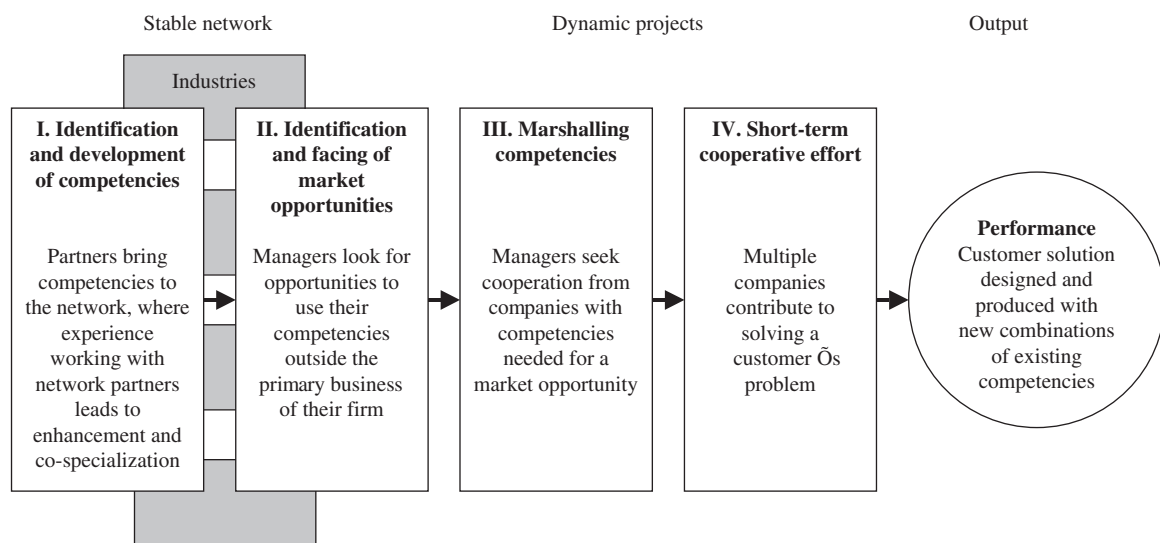 Stable network
Dynamic projects
Output
Industries
I. Identification
and development
of competencies
Partners bring
competencies to
the network, where
experience
working with
network partners
leads to
enhancement and
co-specialization
II. Identification
and facing of
market
opportunities
Managers look for
opportunities to
use their
competencies
outside the
primary business
of their firm
III. Marshalling
competencies
Managers seek
cooperation from
companies with
competencies
needed for a
market opportunity
IV. Short-term
cooperative effort
Multiple
companies
contribute to
solving a
customer Õs
problem
Performance
Customer solution
designed and
produced with
new combinations
of existing
competencies